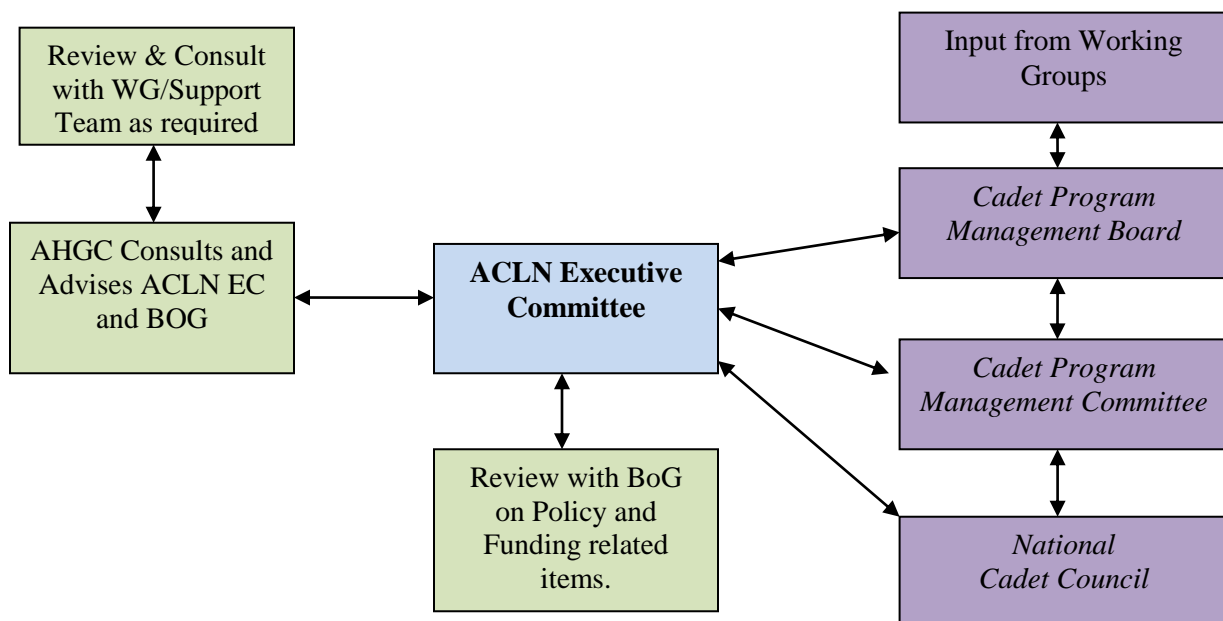 Review & Consult
with WG/Support
Team as required
AHGC Consults and
Advises ACLN EC
and BOG
ACLN Executive
Committee
Review with BoG
on Policy and
Funding related
items.
Input from Working
Groups
Cadet Program
Management Board
Cadet Program
Management Committee
National
Cadet Council